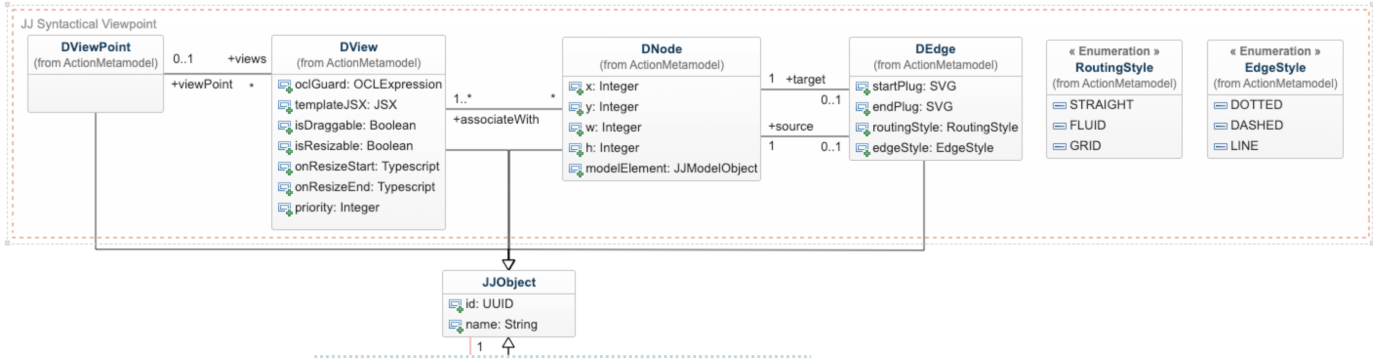 JJ Syntactical Viewpoint
DViewPoint
(from ActionMetamodel)
0..1
+views
+viewPoint
*
DView
(from ActionMetamodel)
oclGuard: OCLExpression
templateJSX: JSX
isDraggable: Boolean
isResizable: Boolean
onResizeStart: Typescript
onResizeEnd: Typescript
priority: Integer
1..*
*
+associateWith
DNode
(from ActionMetamodel)
x: Integer
y: Integer
w: Integer
h: Integer
modelElement: JJModelObject
1
+target
0..1
+source
1
0..1
DEdge
(from ActionMetamodel)
startPlug: SVG
endPlug: SVG
routingStyle: RoutingStyle
edgeStyle: EdgeStyle
« Enumeration »
RoutingStyle
(from ActionMetamodel)
STRAIGHT
FLUID
GRID
« Enumeration »
EdgeStyle
(from ActionMetamodel)
DOTTED
DASHED
LINE
JJObject
id: UUID
name: String
1